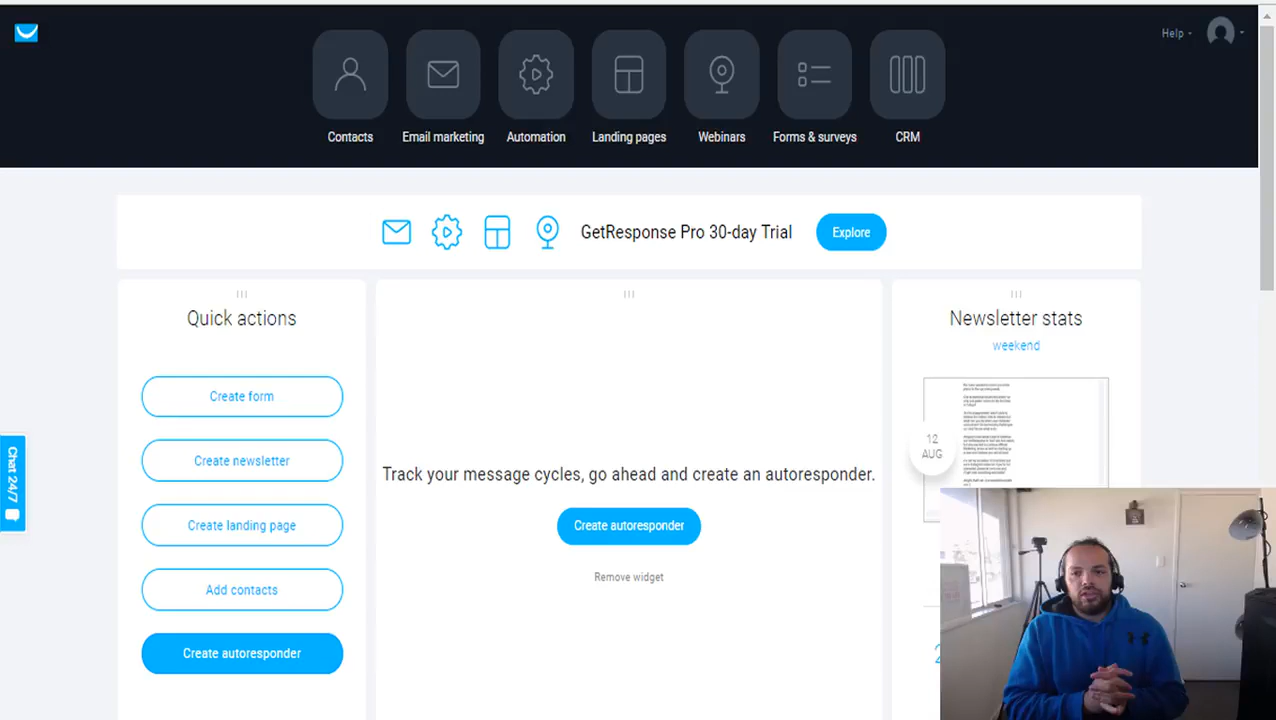 Help
Contacts
Email marketing
Automation
Landing pages
Webinars
Forms & surveys
CRM
GetResponse Pro 30-day Trial
Explore
Quick actions
Create form
Create newsletter
Create landing page
Add contacts
Create autoresponder
Track your message cycles, go ahead and create an autoresponder.
Create autoresponder
Remove widget
Newsletter stats
weekend
12
AUG
Chat 24/7